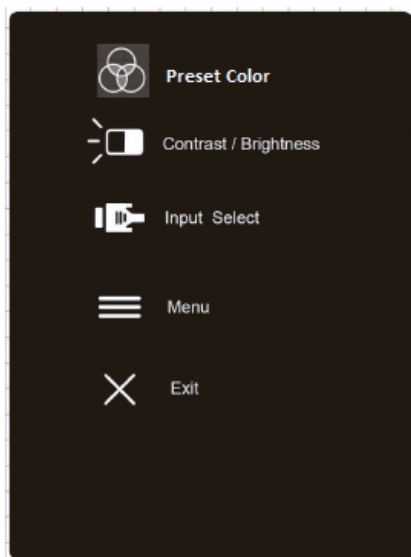 Preset Color
Contrast / Brightness
Input Select
Menu
Exit